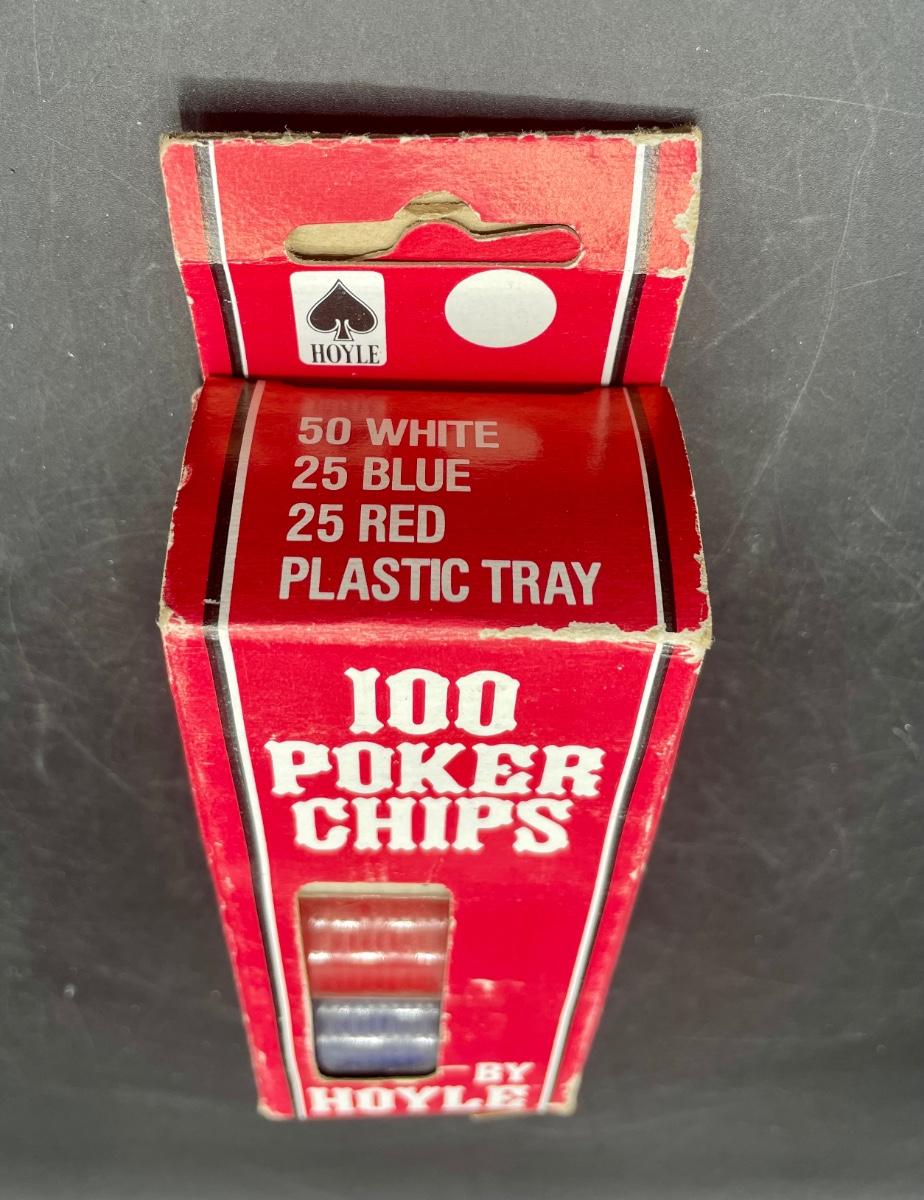 HOYLE
50 WHITE
25 BLUE
25 RED
PLASTIC TRAY
100
POKER
CHIPS
BY
HOYLE